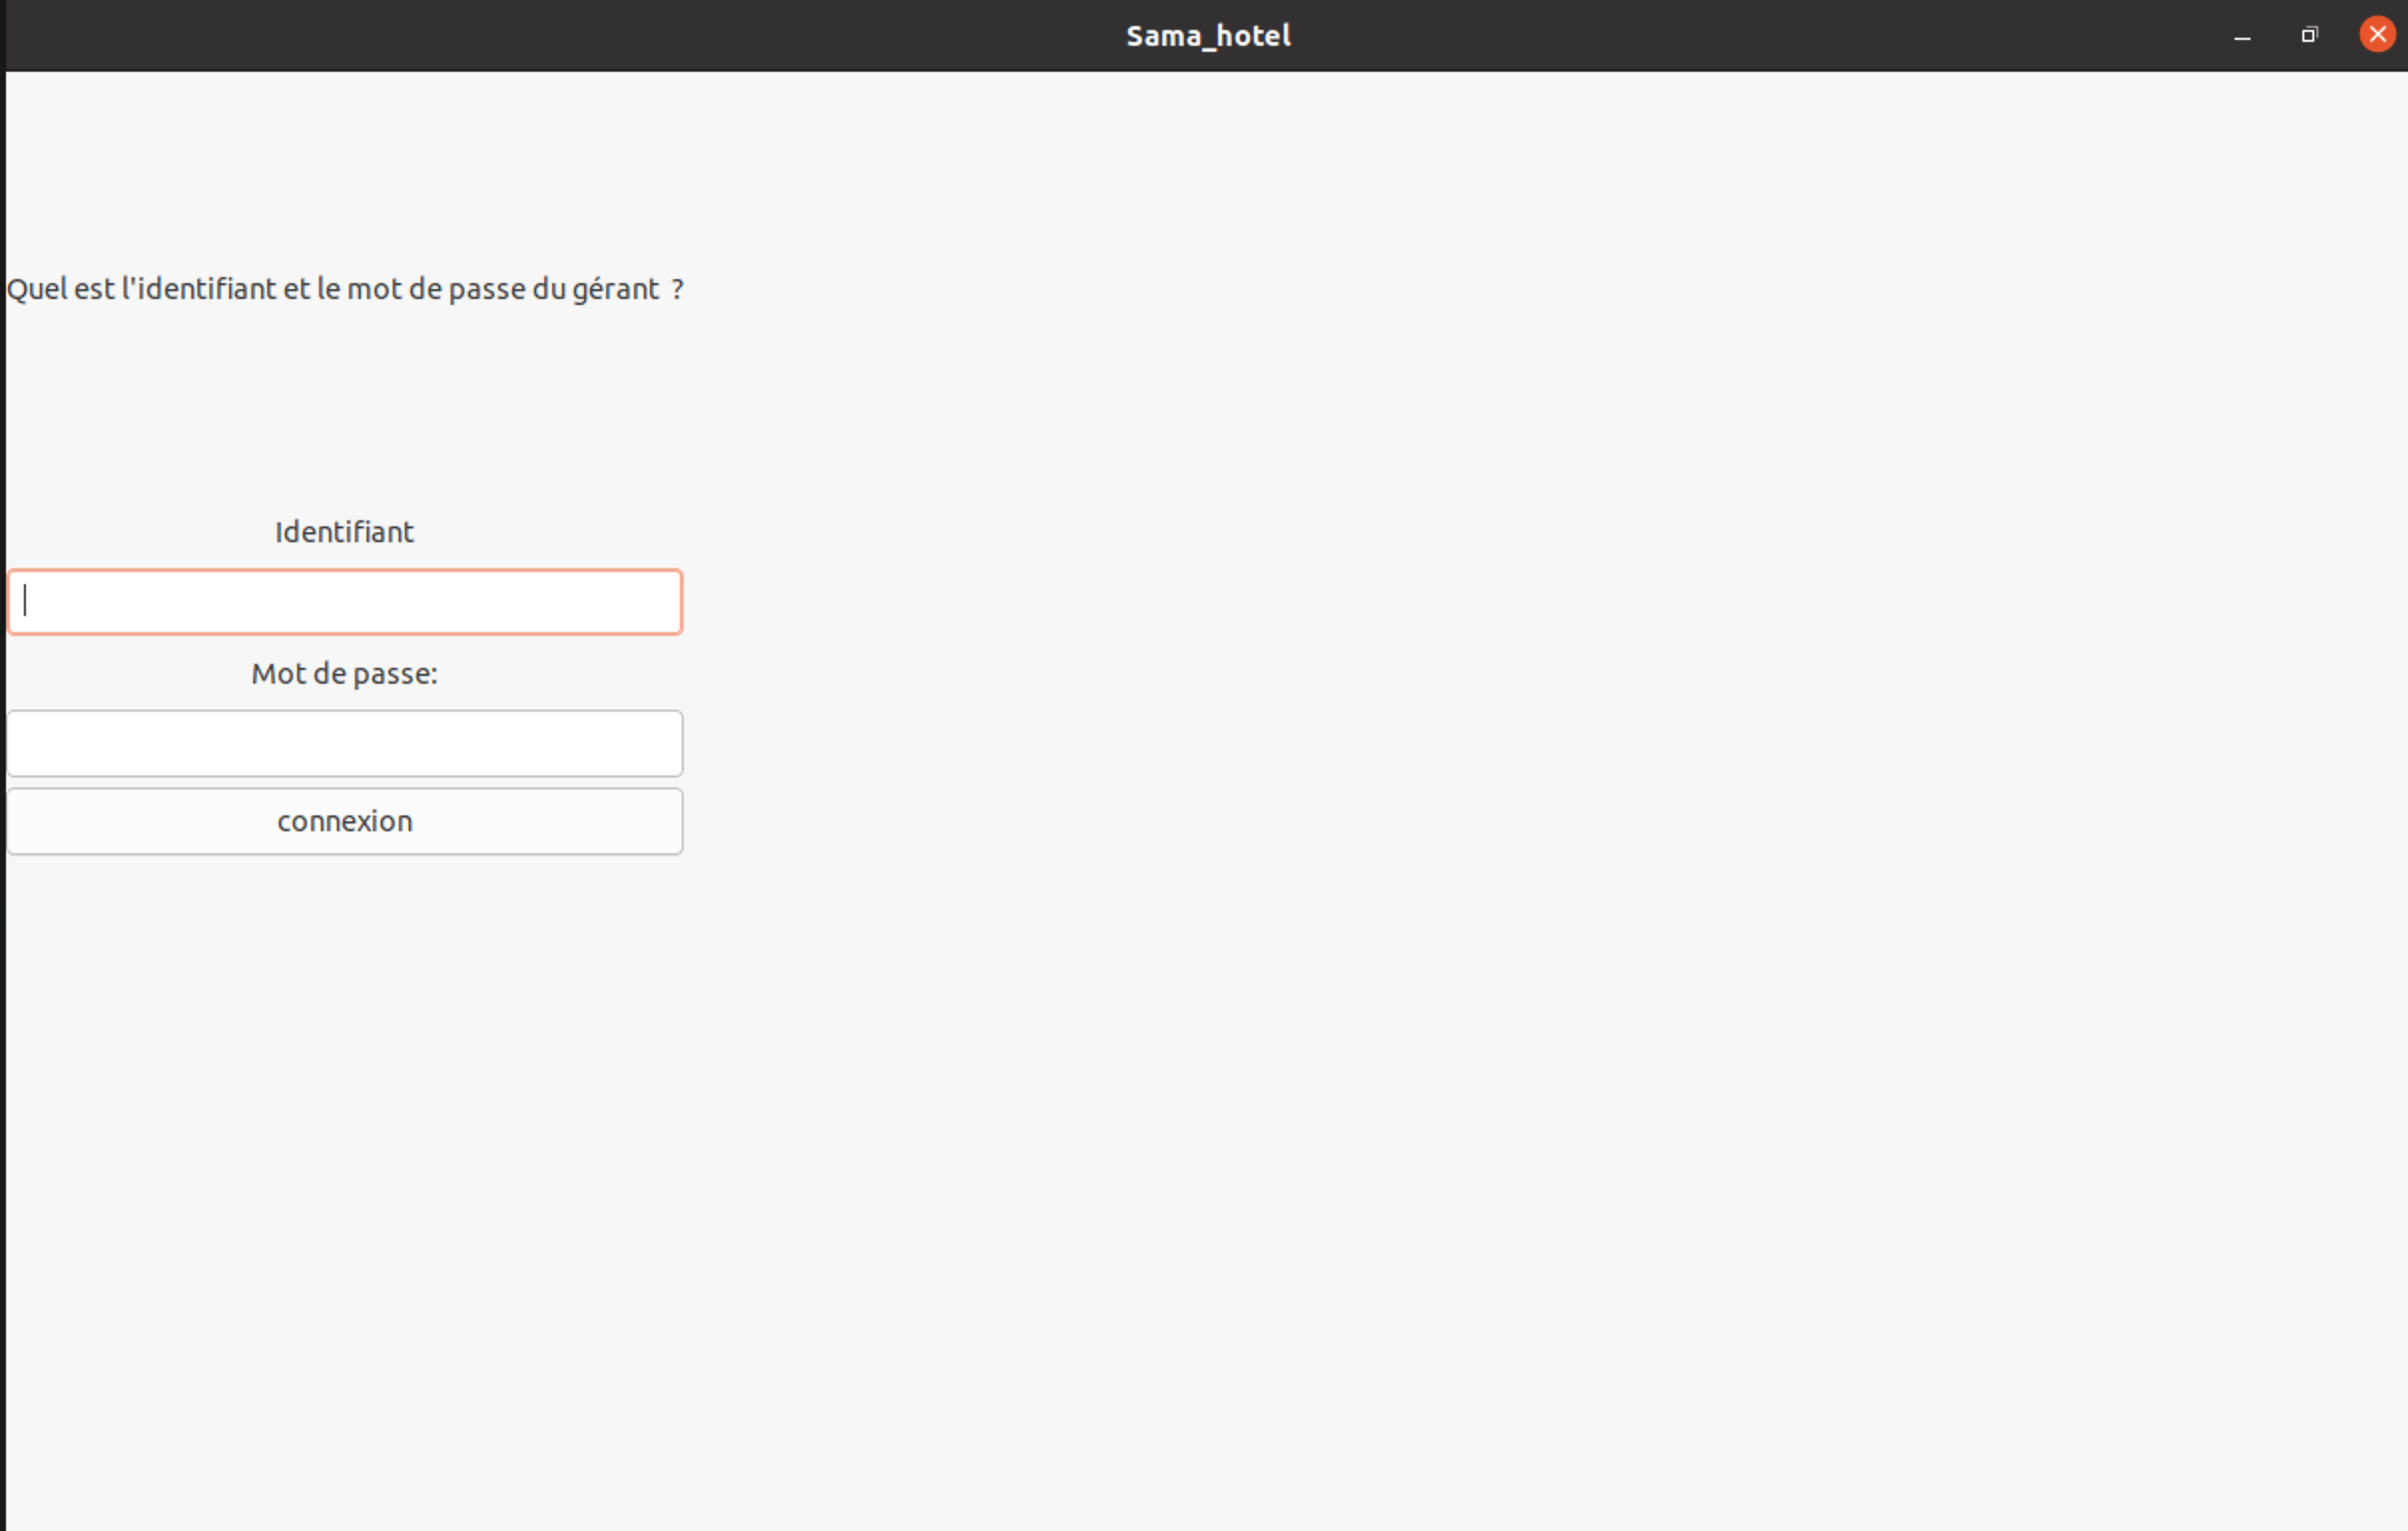 Sama_hotel
Quel est l'identifiant et le mot de passe du gérant  ?
Identifiant
Mot de passe:
connexion